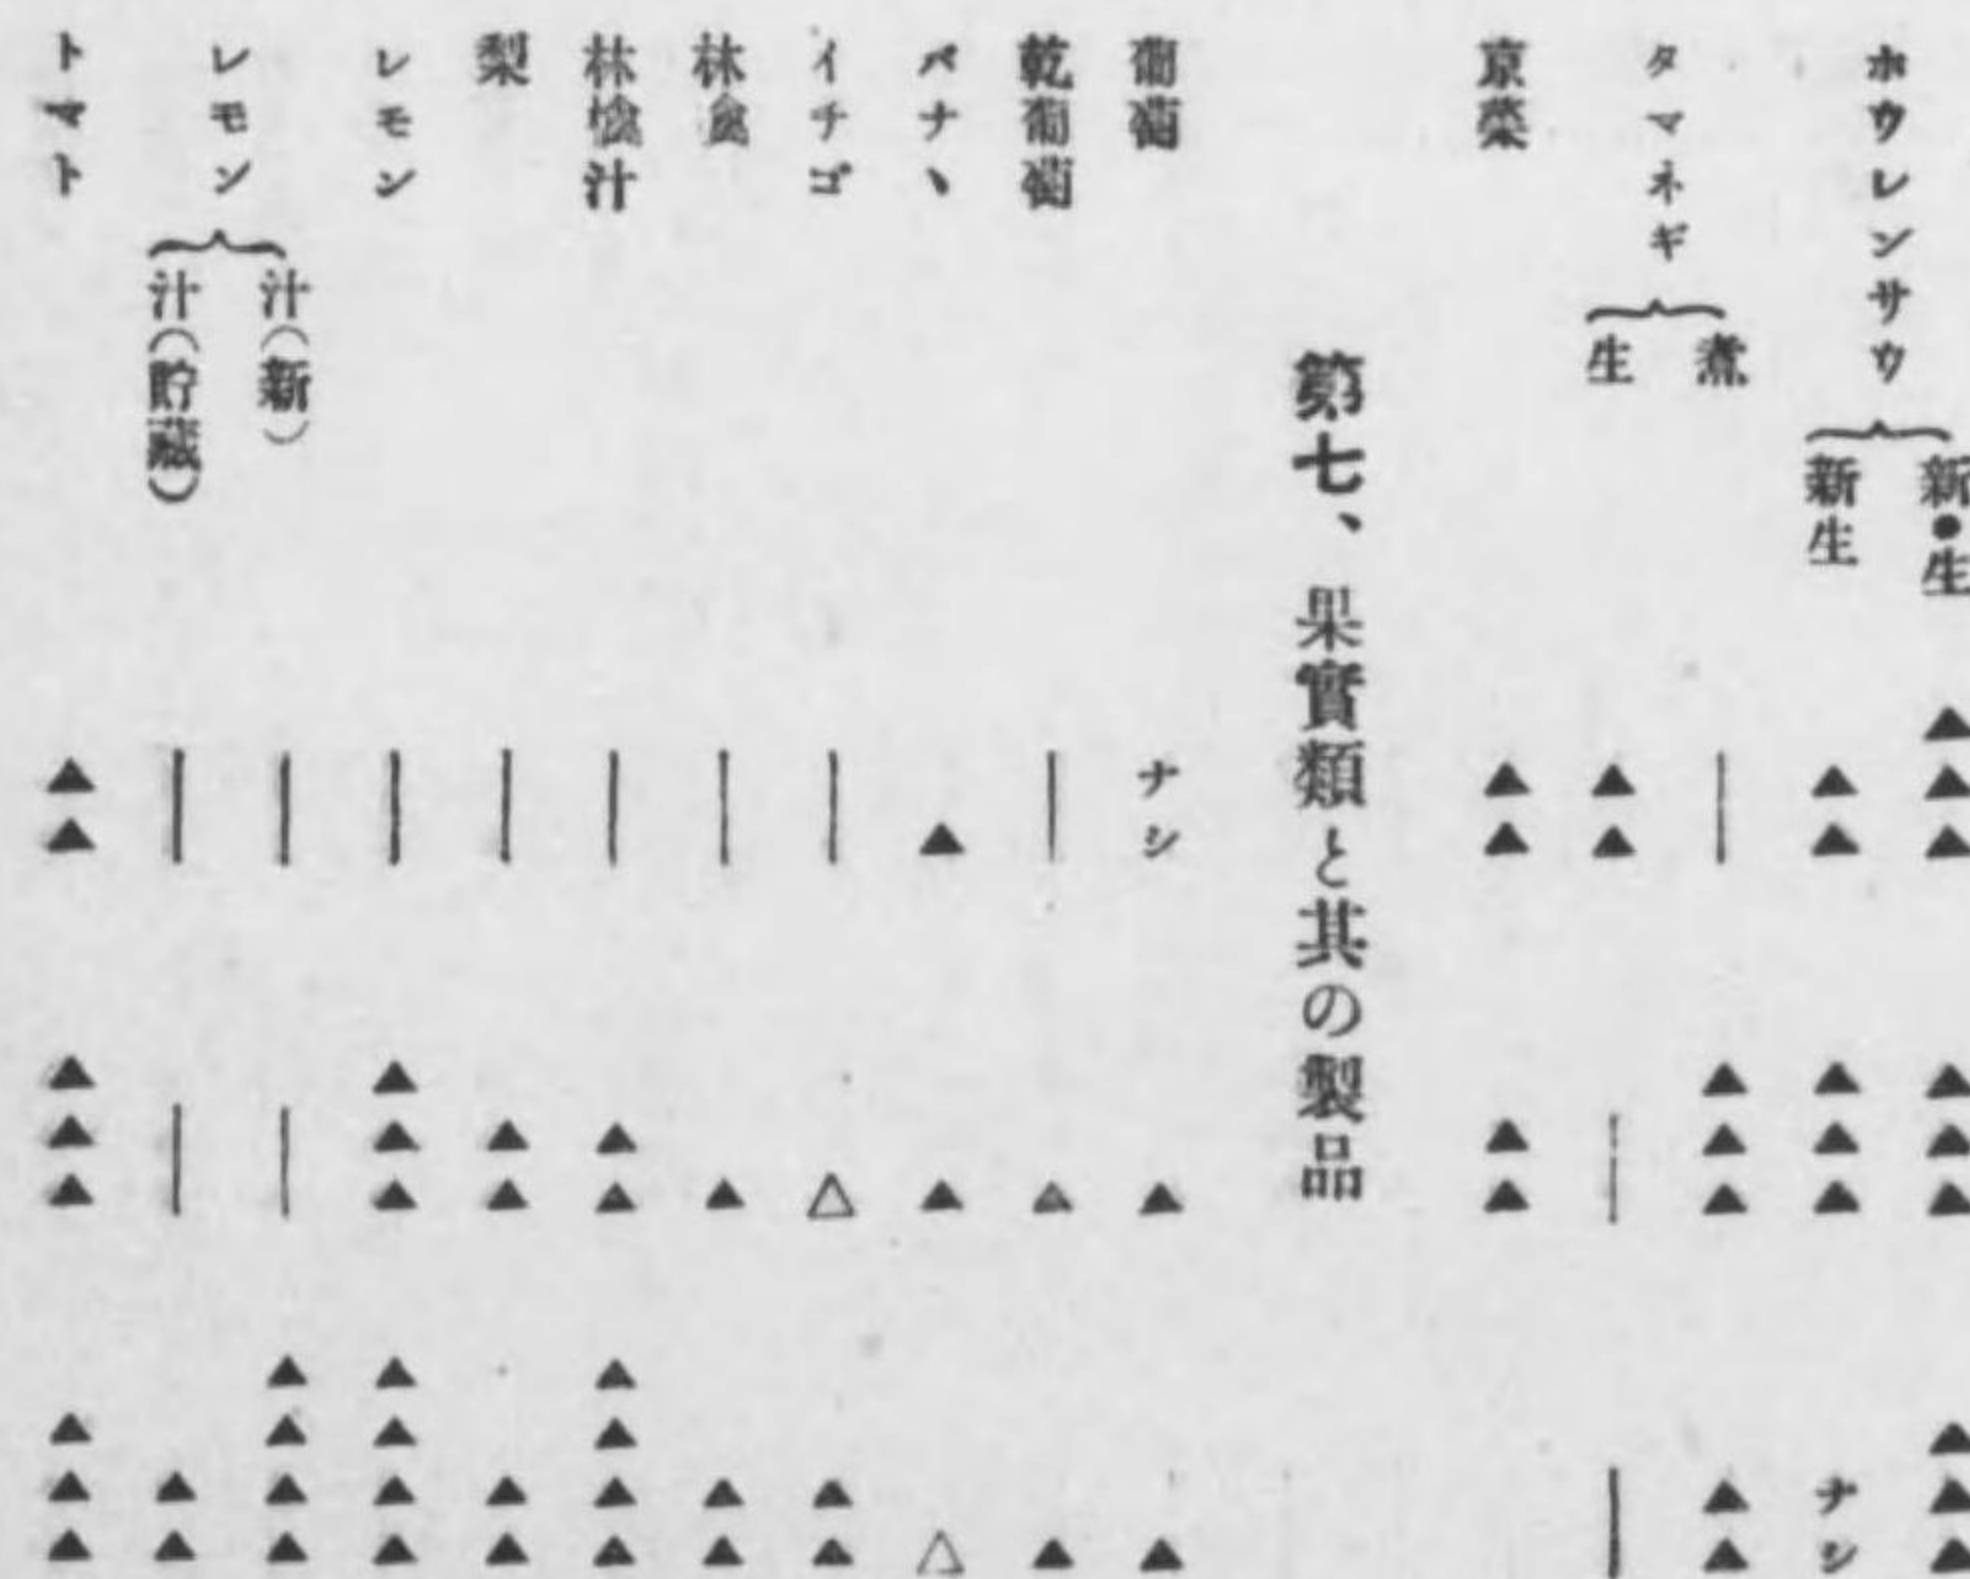 ホウレンサウ
新●生 ▲▲▲ ▲▲▲ ▲▲▲
新生 ▲▲ ▲▲▲ ナシ
タマネギ
煮 ― ▲▲▲ ▲▲
生 ▲▲ ― ―
京菜 ▲▲ ▲▲
第七、果實類と其の製品
葡萄 ナシ ▲ ▲
乾葡萄 ― ▲ ▲
バナヽ ▲ ▲ △
イチゴ ― △ ▲▲
林檎 ― ▲ ▲▲
林檎汁 ― ▲▲ ▲▲▲▲
梨 ― ▲▲ ▲▲
レモン ― ▲▲▲ ▲▲▲▲
レモン
汁(新) ― ― ▲▲▲▲
汁(貯藏) ― ― ▲▲
トマト ▲▲ ▲▲▲ ▲▲▲